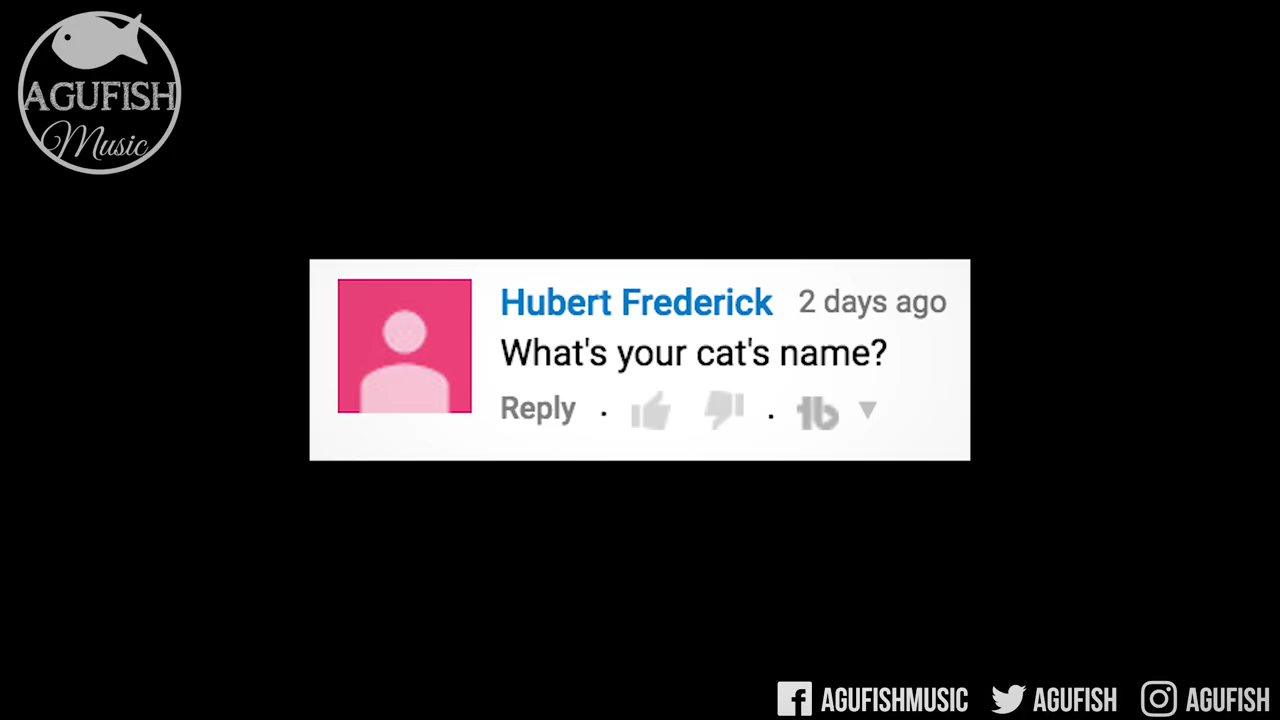 AGUFISH
Music
Hubert Frederick 2 days ago
What's your cat's name?
Reply
AGUFISHMUSIC AGUFISH AGUFISH